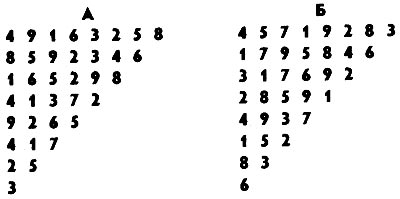 А
4 9 1 6 3 2 5 8
8 5 9 2 3 4 6
1 6 5 2 9 8
4 1 3 7 2
9 2 6 5
4 1 7
2 5
3
Б
4 5 7 1 9 2 8 3
1 7 9 5 8 4 6
3 1 7 6 9 2
2 8 5 9 1
4 9 3 7
1 5 2
8 3
6